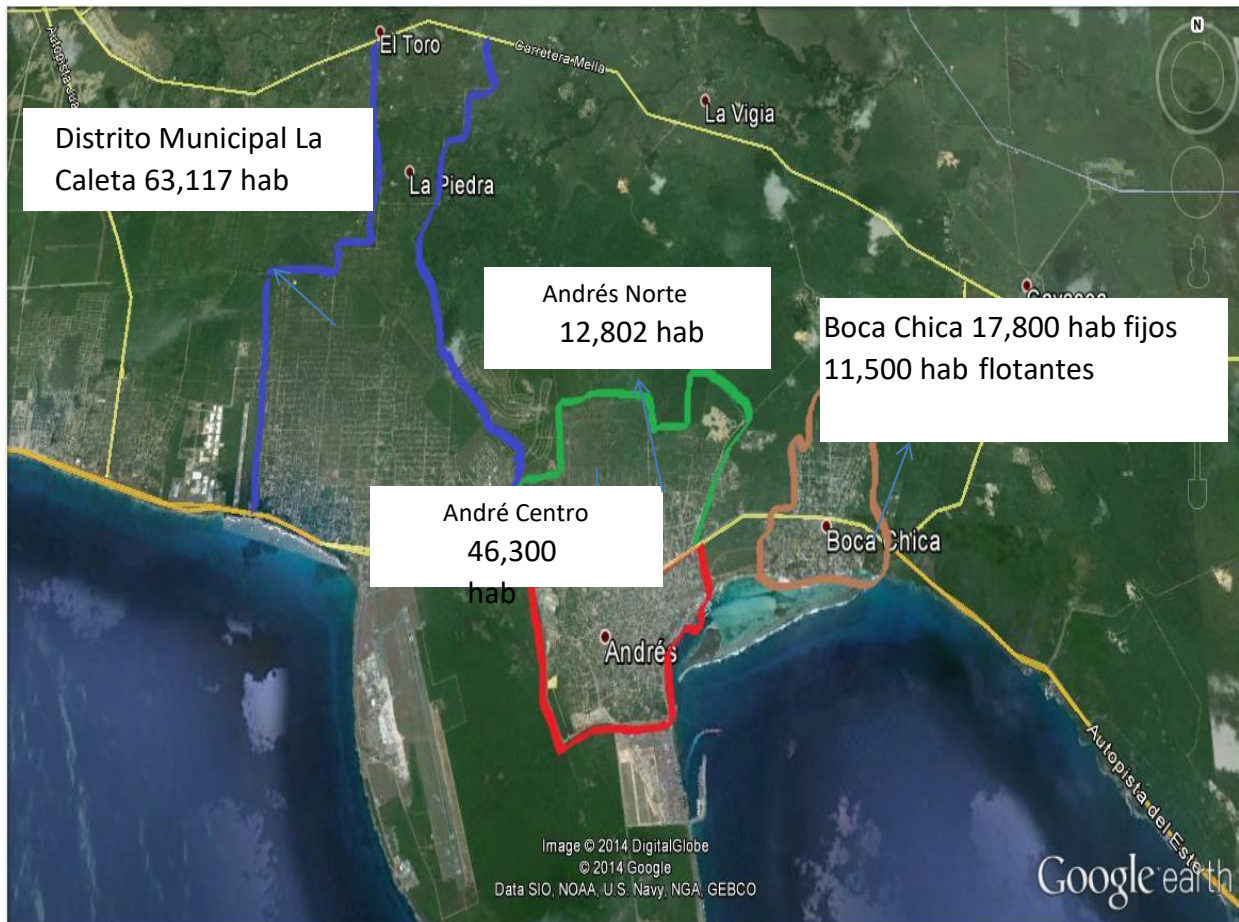 El Toro
Carretera Mella
La Vigia
Distrito Municipal La
Caleta 63,117 hab
La Piedra
N
Andrés Norte
12,802 hab
Boca Chica 17,800 hab fijos
11,500 hab flotantes
André Centro
46,300
hab
Boca Chica
Andrés
Autopista del Este
Image © 2014 DigitalGlobe
© 2014 Google
Data SIO, NOAA, U.S. Navy, NGA, GEBCO
Google earth